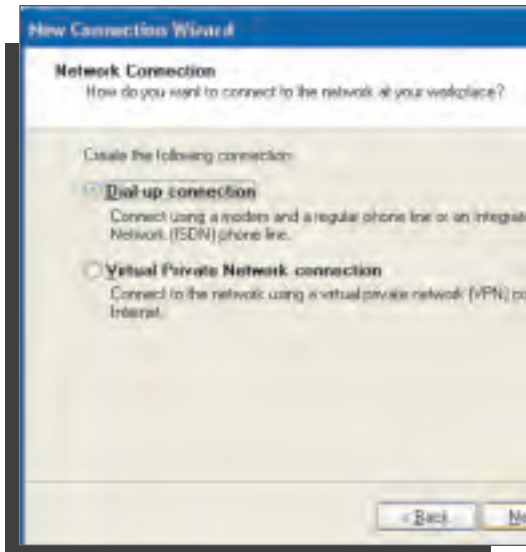 New Connection Wizard
Network Connection
How do you want to connect to the network at your workplace?
Create the following connection:
Dial-up connection
Connect using a modem and a regular phone line or an Integrate
Network (ISDN) phone line.
Virtual Private Network connection
Connect to the network using a virtual private network (VPN) co
Internet.
< Back
Ne